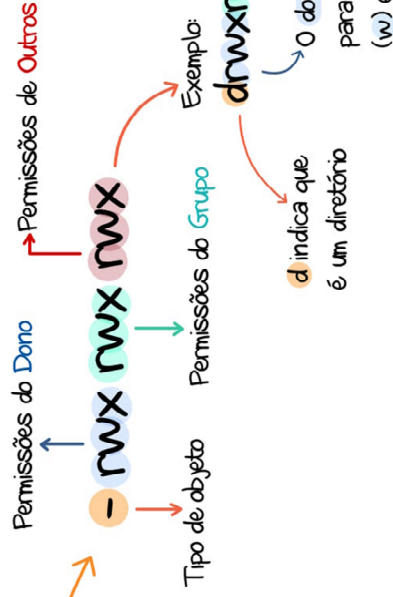 Permissões do Dono
Permissões de Outros
- rwx rwx rwx
Tipo de objeto
Permissões do Grupo
Exemplo:
d indica que
é um diretório
para
(w)